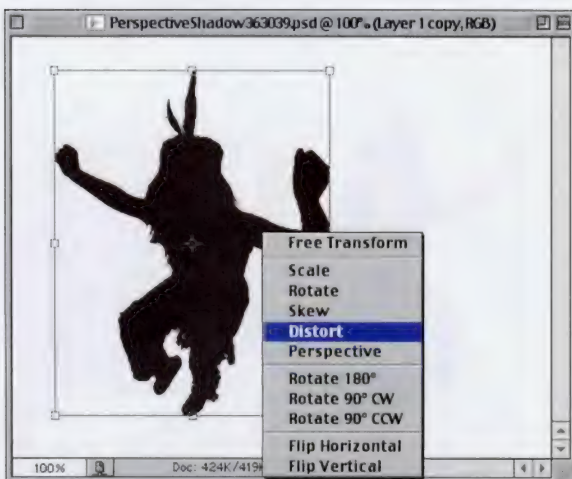 PerspectiveShadow363039.psd @ 100% (Layer 1 copy, RGB)
Free Transform
Scale
Rotate
Skew
Distort
Perspective
Rotate 180°
Rotate 90° CW
Rotate 90° CCW
Flip Horizontal
Flip Vertical
100%
Doc: 424K/419K